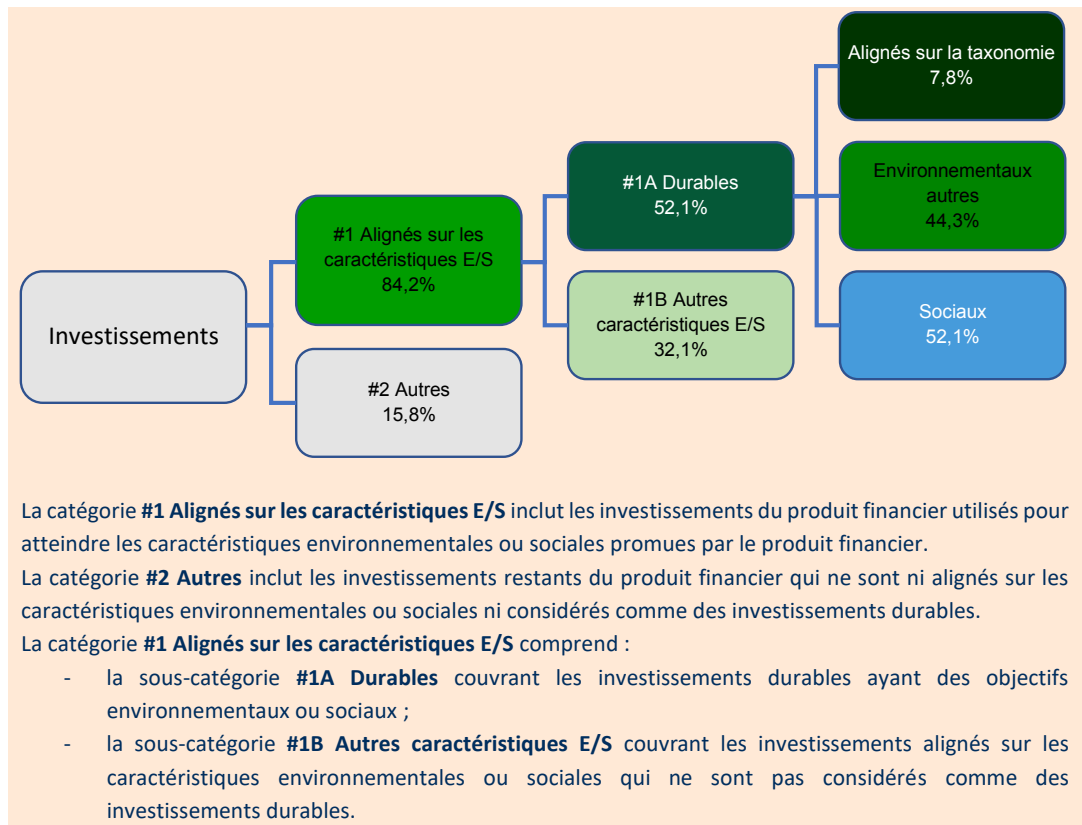 Investissements
#1 Alignés sur les
caractéristiques E/S
84,2%
#2 Autres
15,8%
#1A Durables
52,1%
#1B Autres
caractéristiques E/S
32,1%
Alignés sur la taxonomie
7,8%
Environnementaux
autres
44,3%
Sociaux
52,1%
La catégorie #1 Alignés sur les caractéristiques E/S inclut les investissements du produit financier utilisés pour
atteindre les caractéristiques environnementales ou sociales promues par le produit financier.
La catégorie #2 Autres inclut les investissements restants du produit financier qui ne sont ni alignés sur les
caractéristiques environnementales ou sociales ni considérés comme des investissements durables.
La catégorie #1 Alignés sur les caractéristiques E/S comprend :
- la sous-catégorie #1A Durables couvrant les investissements durables ayant des objectifs
environnementaux ou sociaux ;
- la sous-catégorie #1B Autres caractéristiques E/S couvrant les investissements alignés sur les
caractéristiques environnementales ou sociales qui ne sont pas considérés comme des
investissements durables.